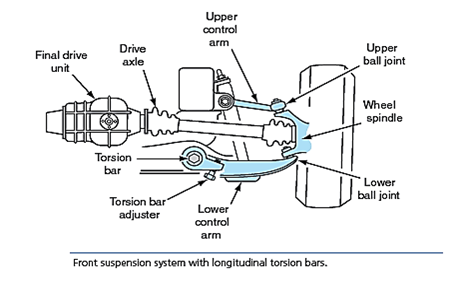 Upper
control
arm
Final drive
unit
Drive
axle
Upper
ball joint
Wheel
spindle
Torsion
bar
Torsion bar
adjuster
Lower
control
arm
Lower
ball joint
Front suspension system with longitudinal torsion bars.